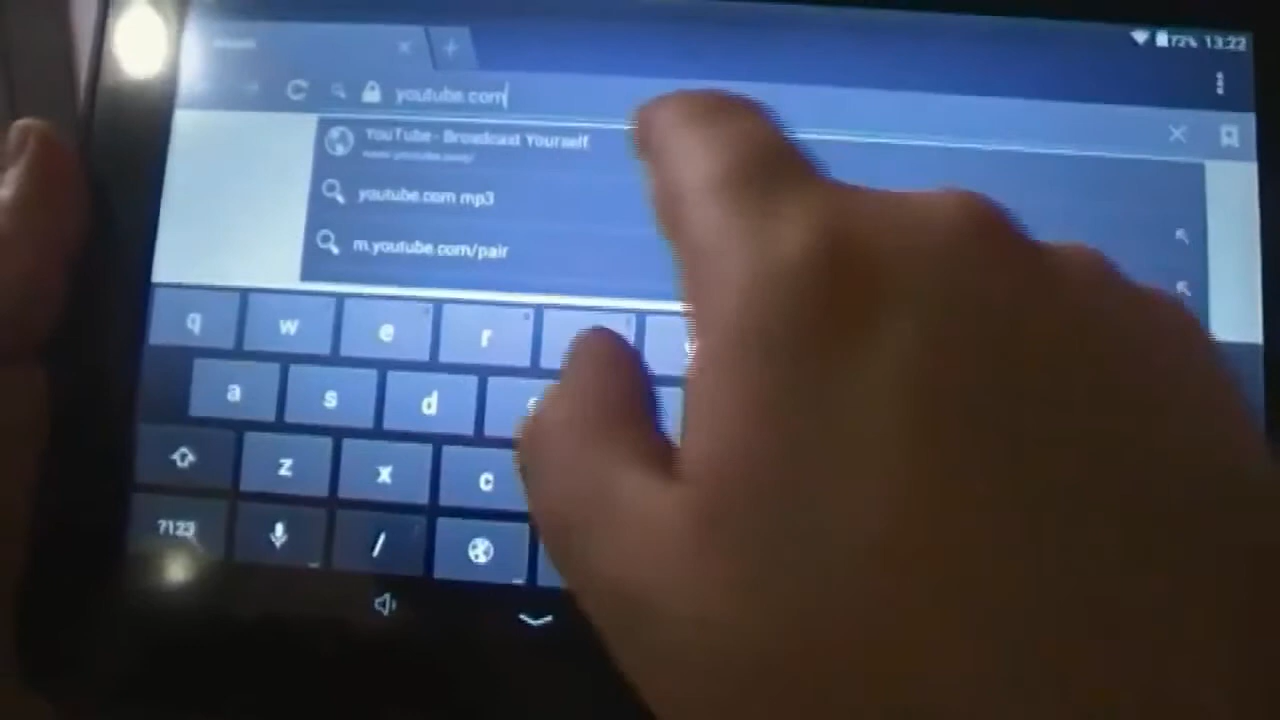 72% 13:22
youtube.com
YouTube - Broadcast Yourself
www.youtube.com/
youtube.com mp3
m.youtube.com/pair
q w e r
a s d
z x c
?123 /